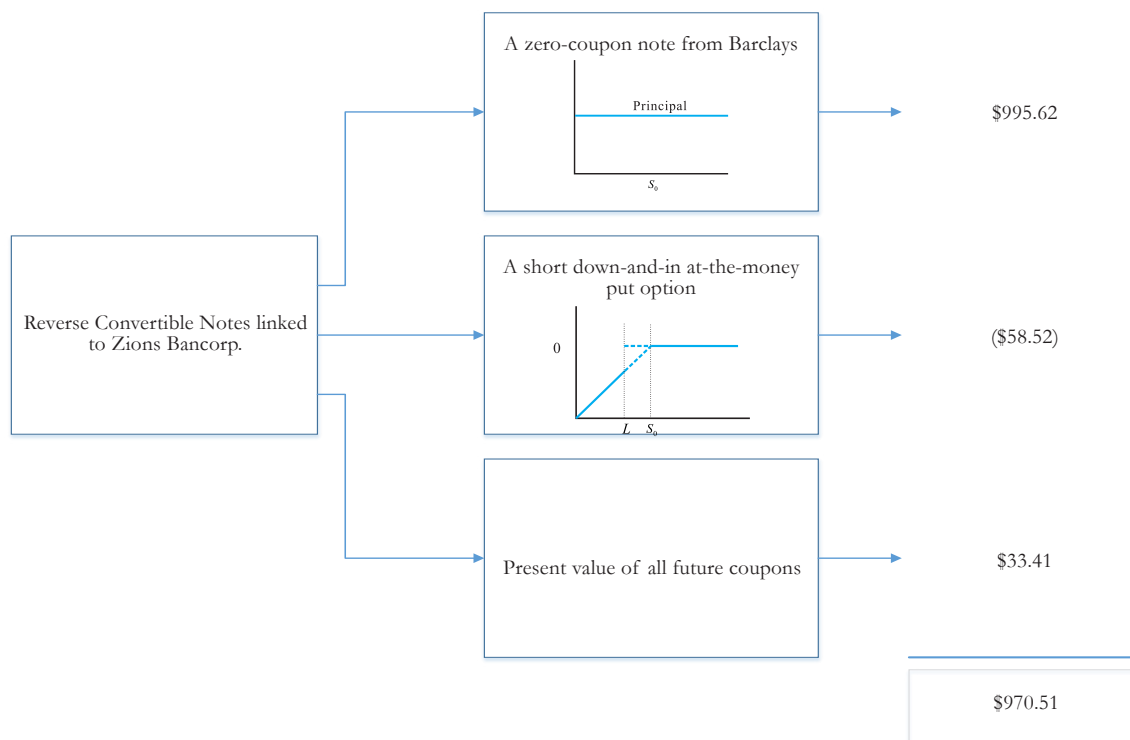 A zero-coupon note from Barclays
Principal
S₀
$995.62
Reverse Convertible Notes linked
to Zions Bancorp.
A short down-and-in at-the-money
put option
0
L S₀
($58.52)
Present value of all future coupons
$33.41
$970.51